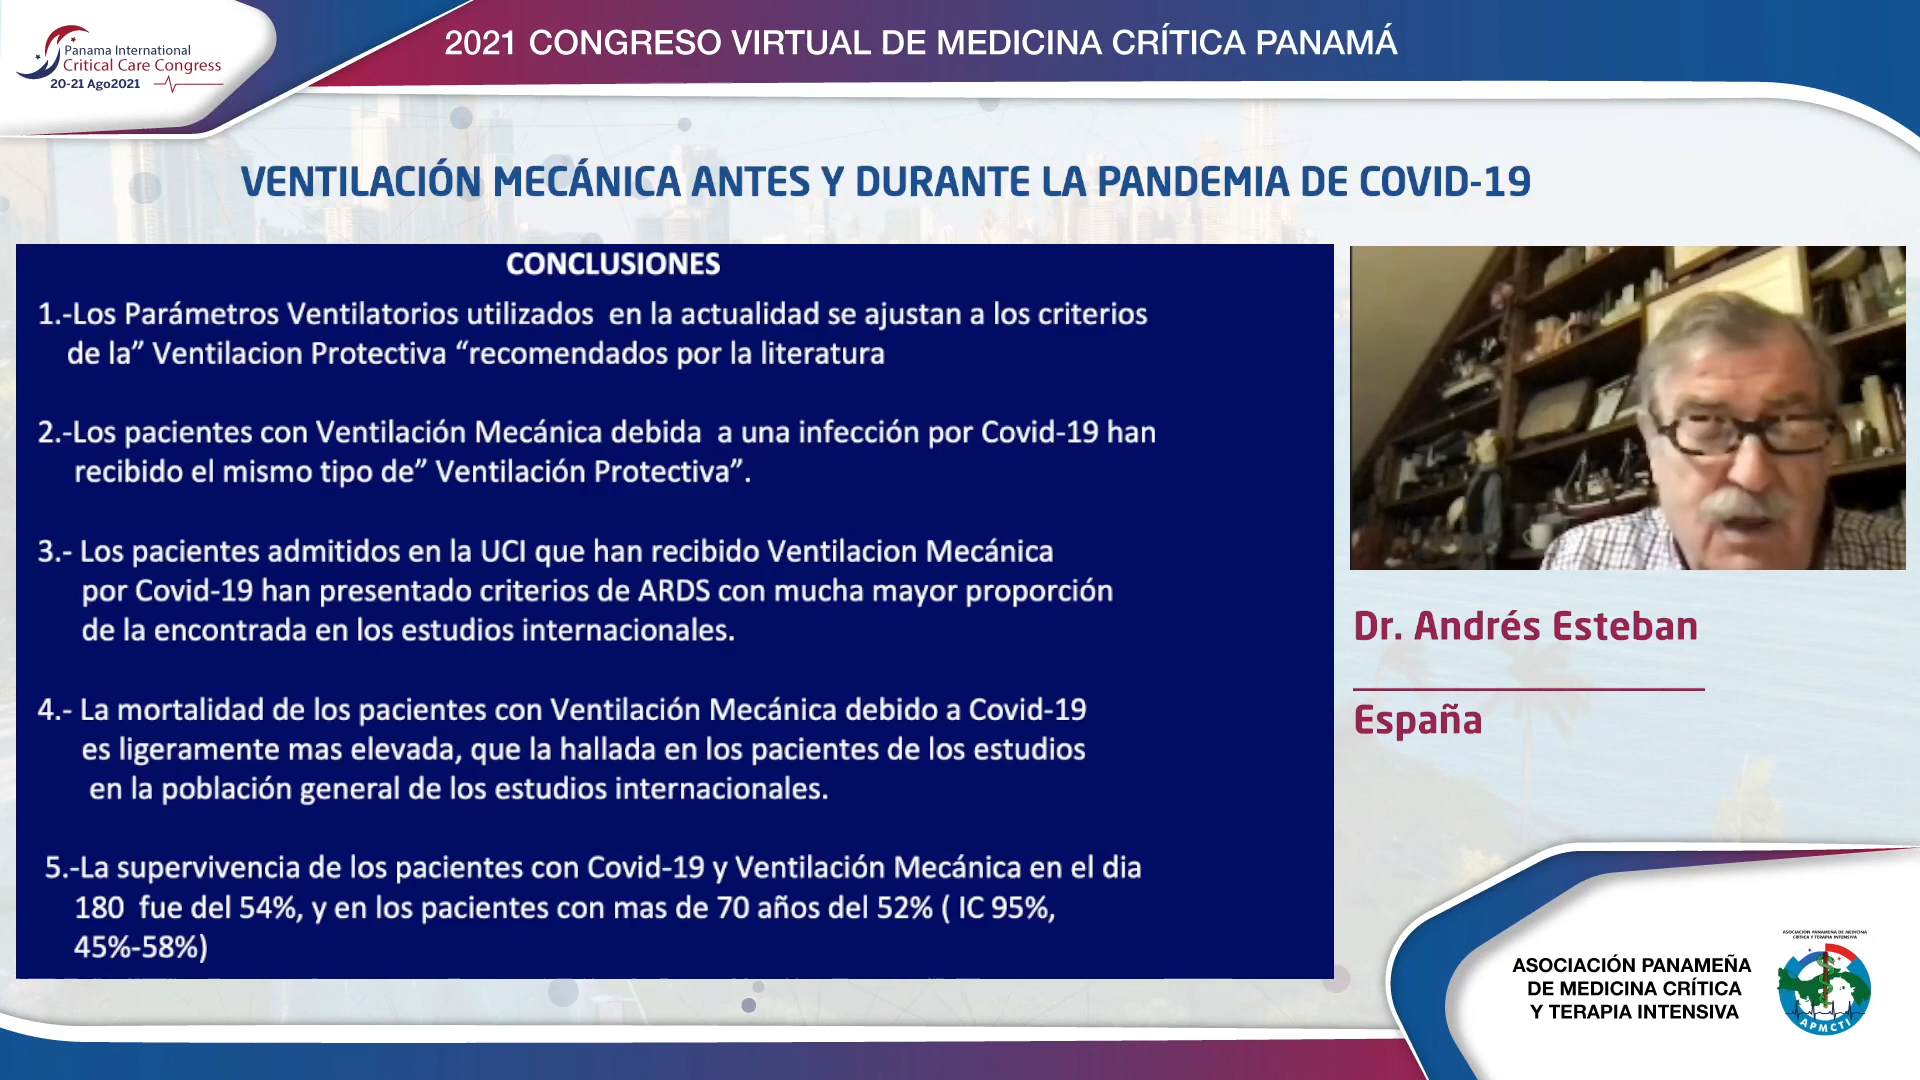 Panama International
Critical Care Congress
20-21 Ago2021
2021 CONGRESO VIRTUAL DE MEDICINA CRÍTICA PANAMÁ
VENTILACIÓN MECÁNICA ANTES Y DURANTE LA PANDEMIA DE COVID-19
CONCLUSIONES
1.-Los Parámetros Ventilatorios utilizados en la actualidad se ajustan a los criterios
de la” Ventilacion Protectiva “recomendados por la literatura
2.-Los pacientes con Ventilación Mecánica debida a una infección por Covid-19 han
recibido el mismo tipo de” Ventilación Protectiva”.
3.- Los pacientes admitidos en la UCI que han recibido Ventilacion Mecánica
por Covid-19 han presentado criterios de ARDS con mucha mayor proporción
de la encontrada en los estudios internacionales.
4.- La mortalidad de los pacientes con Ventilación Mecánica debido a Covid-19
es ligeramente mas elevada, que la hallada en los pacientes de los estudios
en la población general de los estudios internacionales.
5.-La supervivencia de los pacientes con Covid-19 y Ventilación Mecánica en el dia
180 fue del 54%, y en los pacientes con mas de 70 años del 52% ( IC 95%,
45%-58%)
Dr. Andrés Esteban
España
ASOCIACIÓN PANAMEÑA
DE MEDICINA CRÍTICA
Y TERAPIA INTENSIVA
ASOCIACIÓN PANAMEÑA DE MEDICINA
CRÍTICA Y TERAPIA INTENSIVA
APMCTI